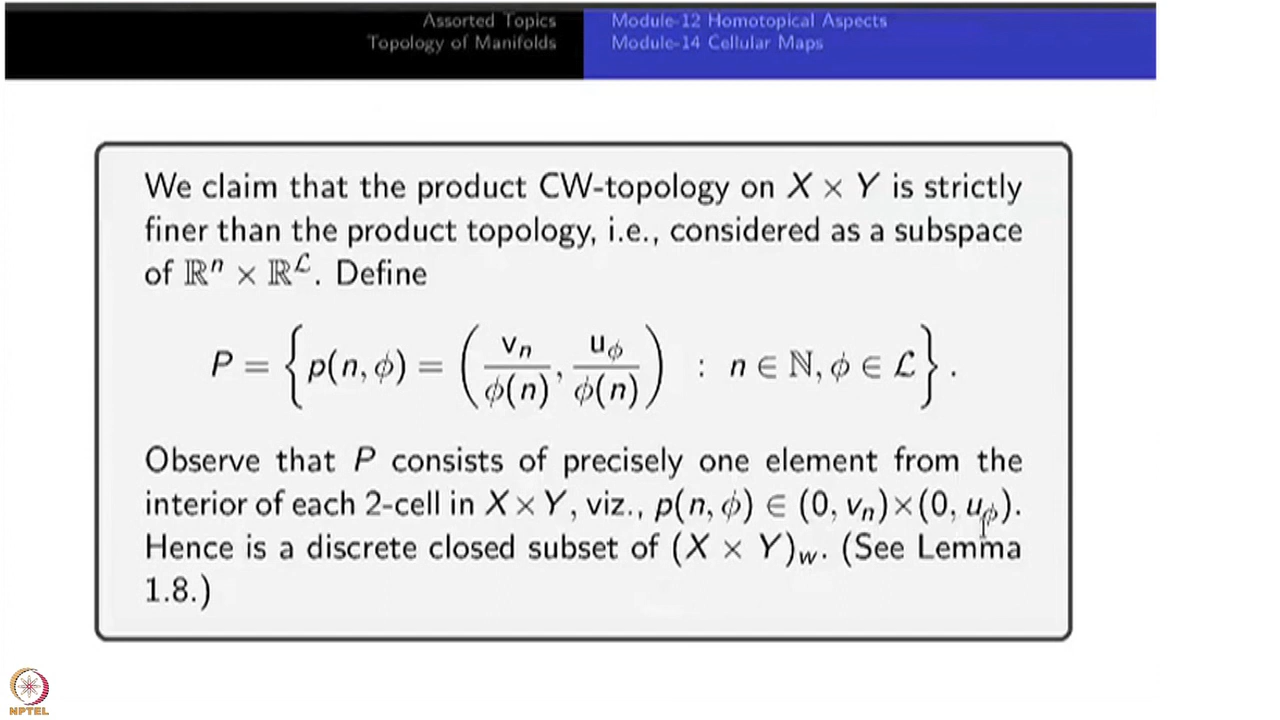 Assorted Topics
Topology of Manifolds
Module-12 Homotopical Aspects
Module-14 Cellular Maps
We claim that the product CW-topology on X × Y is strictly
finer than the product topology, i.e., considered as a subspace
of ℝⁿ × ℝ^ℒ. Define
P = { p(n, ϕ) = ( vₙ/ϕ(n), u_ϕ/ϕ(n) ) : n ∈ ℕ, ϕ ∈ ℒ } .
Observe that P consists of precisely one element from the
interior of each 2-cell in X × Y, viz., p(n, ϕ) ∈ (0, vₙ)×(0, u_ϕ).
Hence is a discrete closed subset of (X × Y)_w. (See Lemma
1.8.)
NPTEL